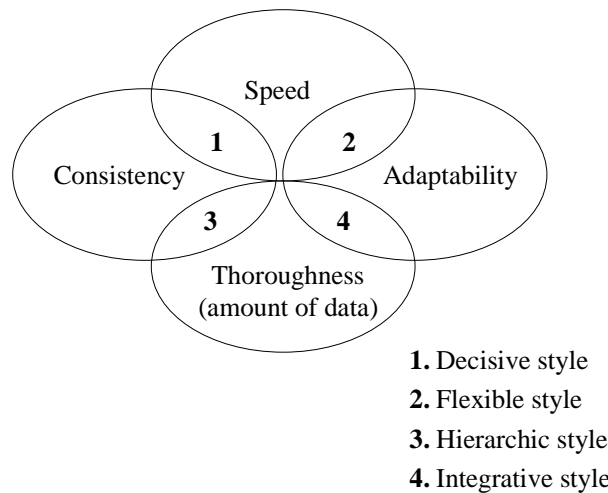 Speed
1
2
Consistency
Adaptability
3
4
Thoroughness
(amount of data)
1. Decisive style
2. Flexible style
3. Hierarchic style
4. Integrative style